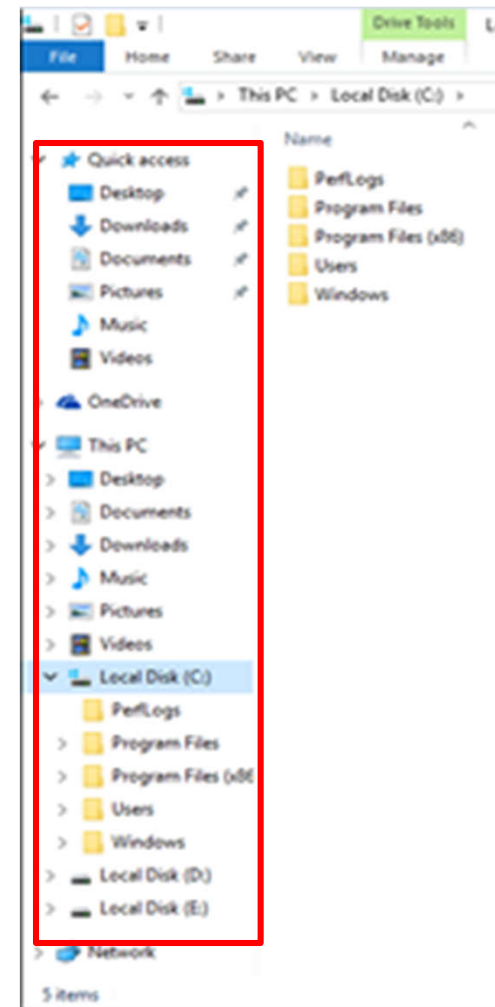 Drive Tools L
File Home Share View Manage
This PC > Local Disk (C:) >
Name
Quick access
Desktop
Downloads
Documents
Pictures
Music
Videos
OneDrive
This PC
Desktop
Documents
Downloads
Music
Pictures
Videos
Local Disk (C:)
PerfLogs
Program Files
Program Files (x86
Users
Windows
Local Disk (D:)
Local Disk (E:)
Network
PerfLogs
Program Files
Program Files (x86)
Users
Windows
5 items